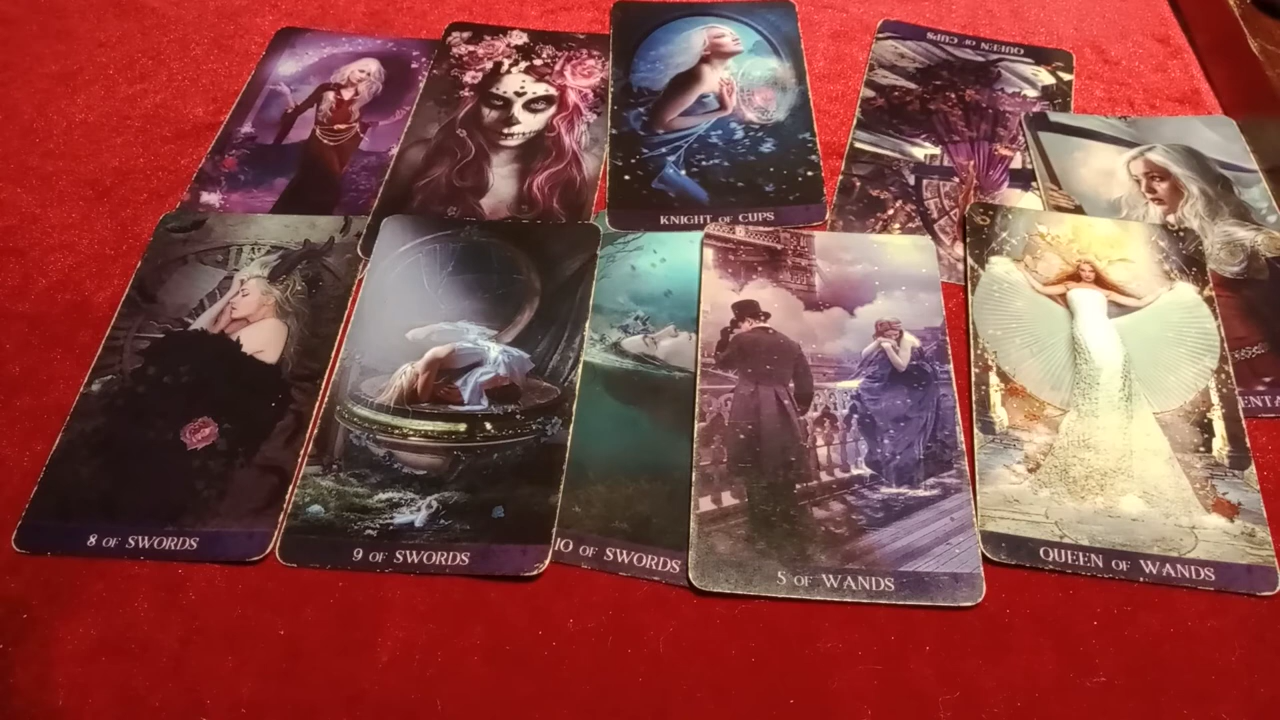 QUEEN OF CUPS
KNIGHT OF CUPS
8 OF SWORDS
9 OF SWORDS
10 OF SWORDS
5 OF WANDS
QUEEN OF WANDS